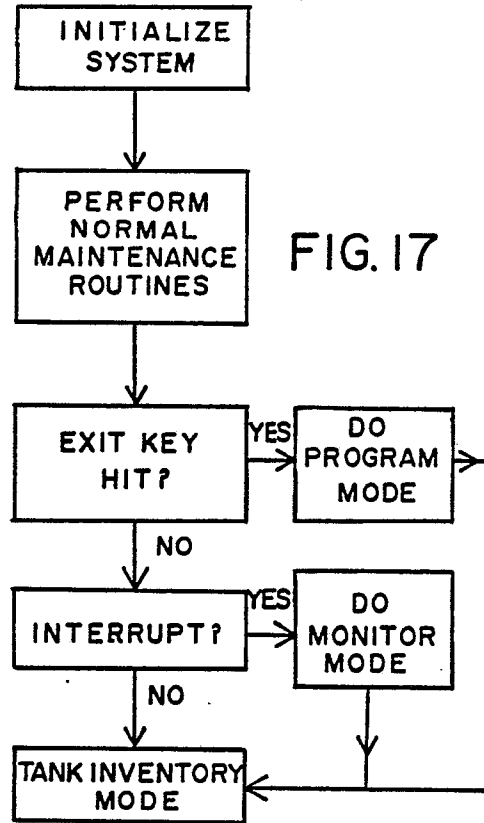 INITIALIZE
SYSTEM
PERFORM
NORMAL
MAINTENANCE
ROUTINES
FIG. 17
EXIT KEY
HIT?
YES
DO
PROGRAM
MODE
NO
INTERRUPT?
YES
DO
MONITOR
MODE
NO
TANK INVENTORY
MODE